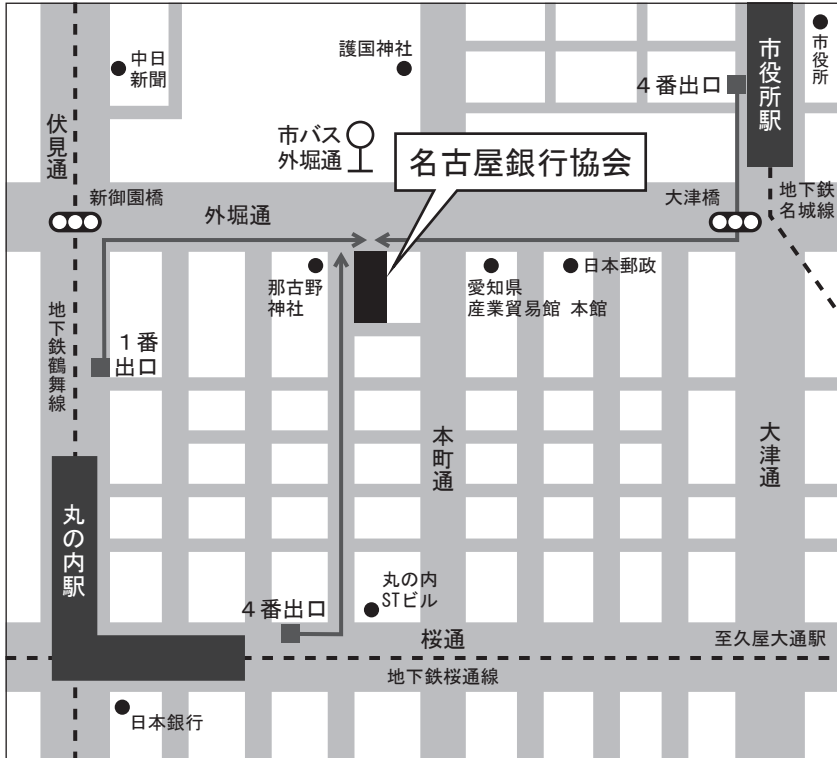 中日
新聞
護国神社
市役所
4番出口
市役所駅
伏見通
市バス
外堀通
名古屋銀行協会
新御園橋
外堀通
大津橋
地下鉄
名城線
那古野
神社
愛知県
産業貿易館 本館
日本郵政
地下鉄鶴舞線
1番
出口
本町通
大津通
丸の内駅
4番出口
丸の内
STビル
桜通
至久屋大通駅
地下鉄桜通線
日本銀行